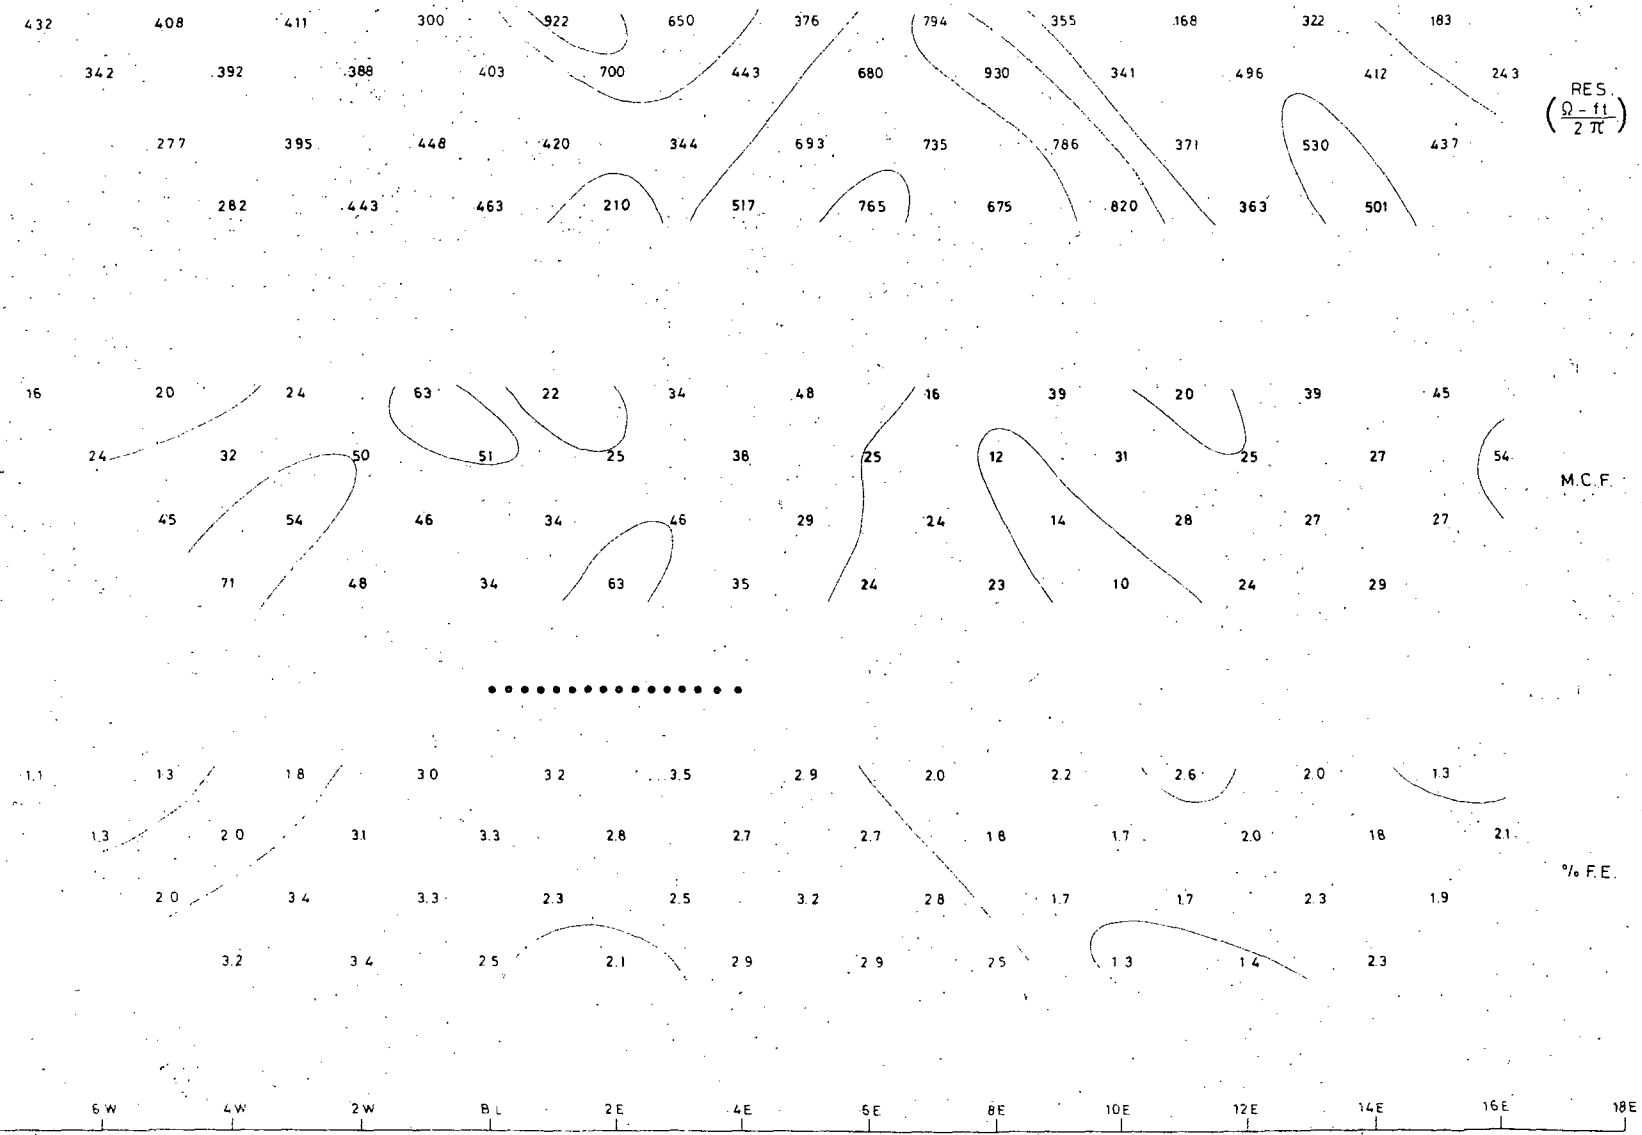 432 408 411 300 922 650 376 794 355 168 322 183
342 392 388 403 700 443 680 930 341 496 412 243
RES.
(Ω-ft / 2π)
277 395 448 420 344 693 735 786 371 530 437
282 443 463 210 517 765 675 820 363 501
16 20 24 63 22 34 48 16 39 20 39 45
24 32 50 51 25 38 25 12 31 25 27 54
M.C.F.
45 54 46 34 46 29 24 14 28 27 27
71 48 34 63 35 24 23 10 24 29
1.1 1.3 1.8 3.0 3.2 3.5 2.9 2.0 2.2 2.6 2.0 1.3
1.3 2.0 3.1 3.3 2.8 2.7 2.7 1.8 1.7 2.0 1.8 2.1
% F.E.
2.0 3.4 3.3 2.3 2.5 3.2 2.8 1.7 1.7 2.3 1.9
3.2 3.4 2.5 2.1 2.9 2.9 2.5 1.3 1.4 2.3
6W 4W 2W BL 2E 4E 6E 8E 10E 12E 14E 16E 18E